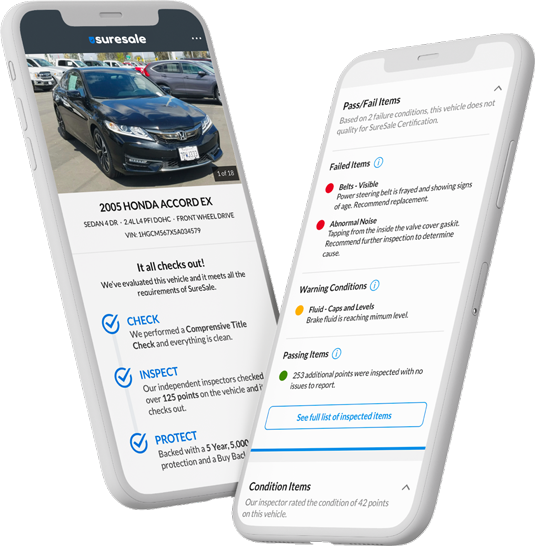 suresale
1 of 18
2005 HONDA ACCORD EX
SEDAN 4 DR - 2.4L L4 PFI DOHC - FRONT WHEEL DRIVE
VIN: 1HGCM567X5A034579
It all checks out!
We've evaluated this vehicle and it meets all the
requirements of SureSale.
CHECK
We performed a Comprensive Title
Check and everything is clean.
INSPECT
Our independent inspectors checked
over 125 points on the vehicle and it
checks out.
PROTECT
Backed with a 5 Year, 5,000
protection and a Buy Back
Pass/Fail Items
Based on 2 failure conditions, this vehicle does not
qualify for SureSale Certification.
Failed Items
Belts - Visible
Power steering belt is frayed and showing signs
of age. Recommend replacement.
Abnormal Noise
Tapping from the inside the valve cover gaskit.
Recommend further inspection to determine
cause.
Warning Conditions
Fluid - Caps and Levels
Brake fluid is reaching mimum level.
Passing Items
253 additional points were inspected with no
issues to report.
See full list of inspected items
Condition Items
Our inspector rated the condition of 42 points
on this vehicle.